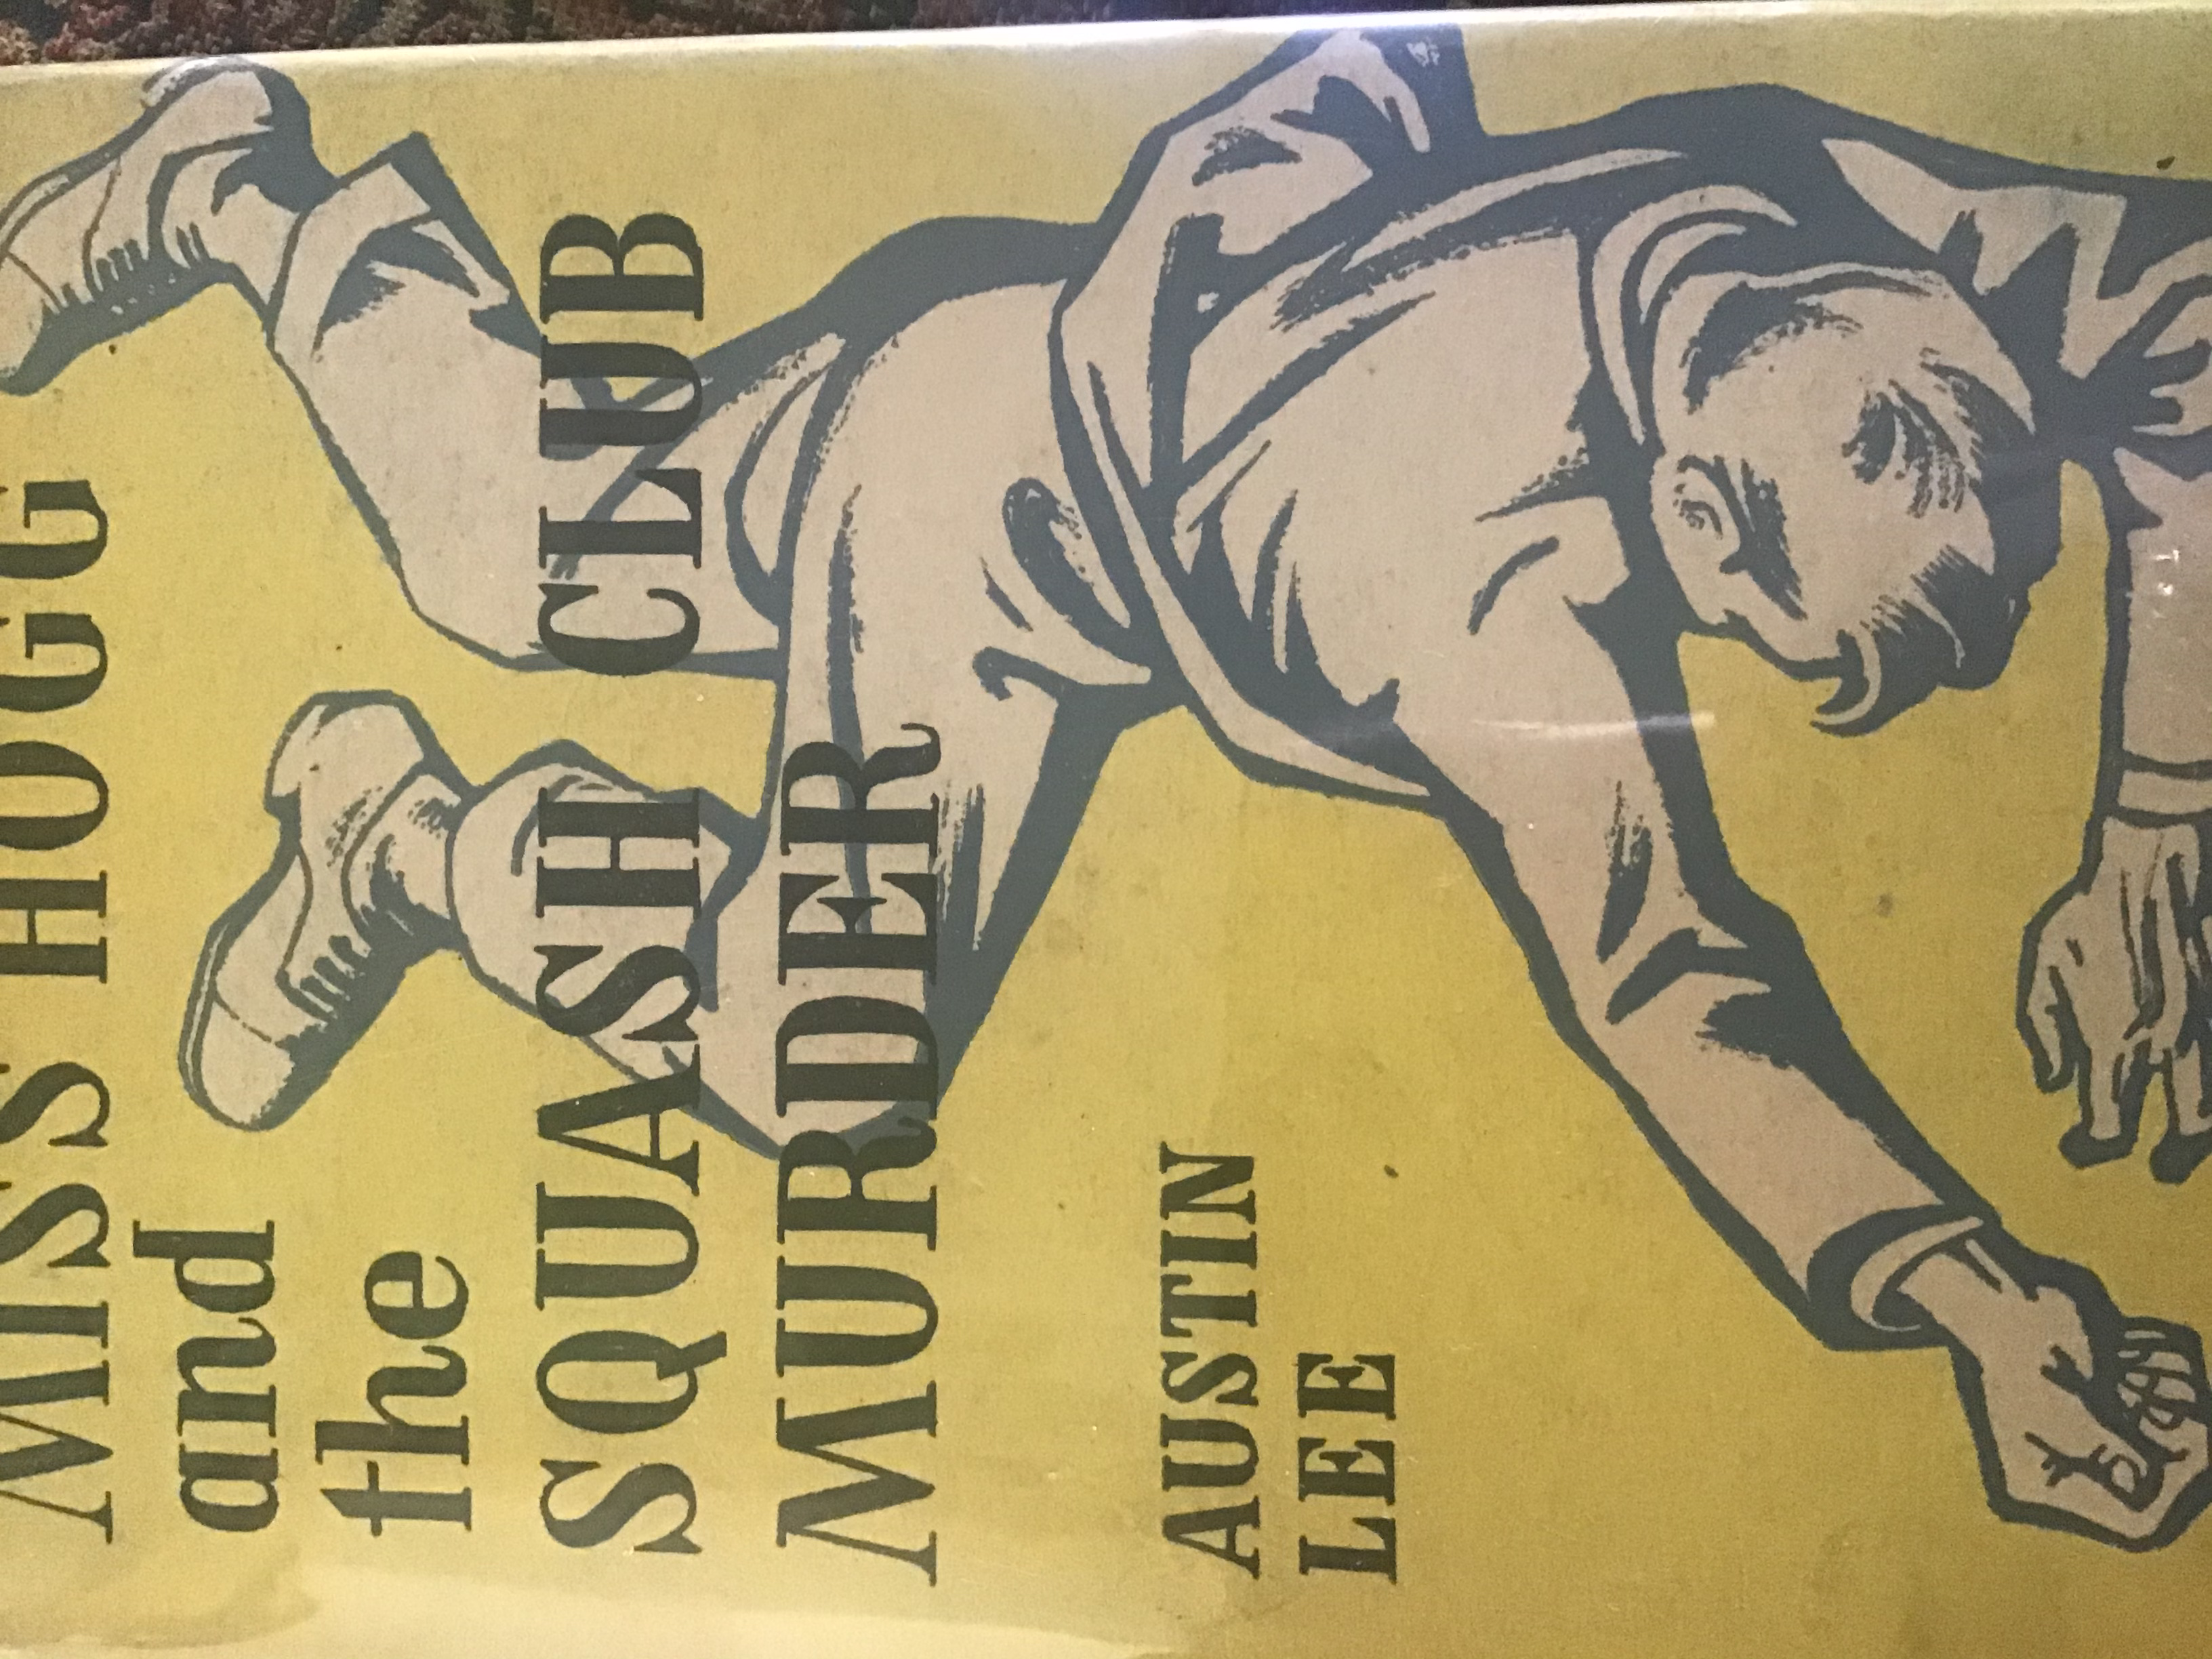 MISS HOGG
and
the
SQUASH CLUB
MURDER
AUSTIN
LEE